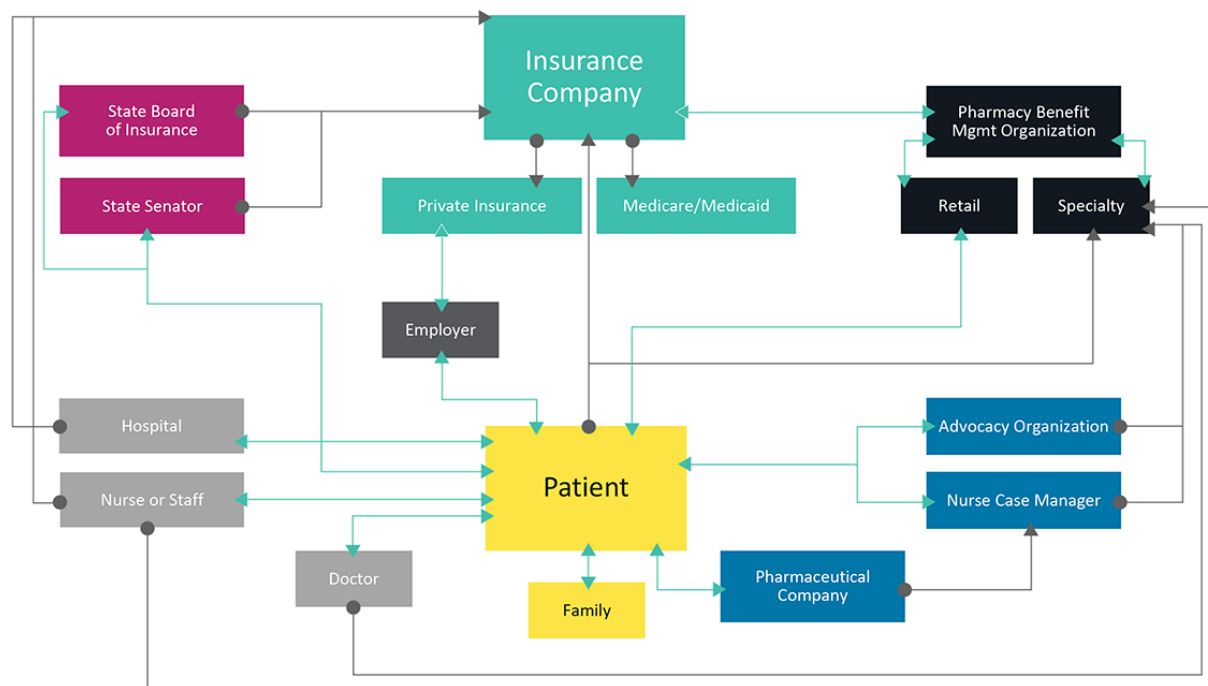 Insurance
Company
State Board
of Insurance
Pharmacy Benefit
Mgmt Organization
State Senator
Private Insurance
Medicare/Medicaid
Retail
Specialty
Employer
Hospital
Advocacy Organization
Patient
Nurse or Staff
Nurse Case Manager
Doctor
Pharmaceutical
Company
Family